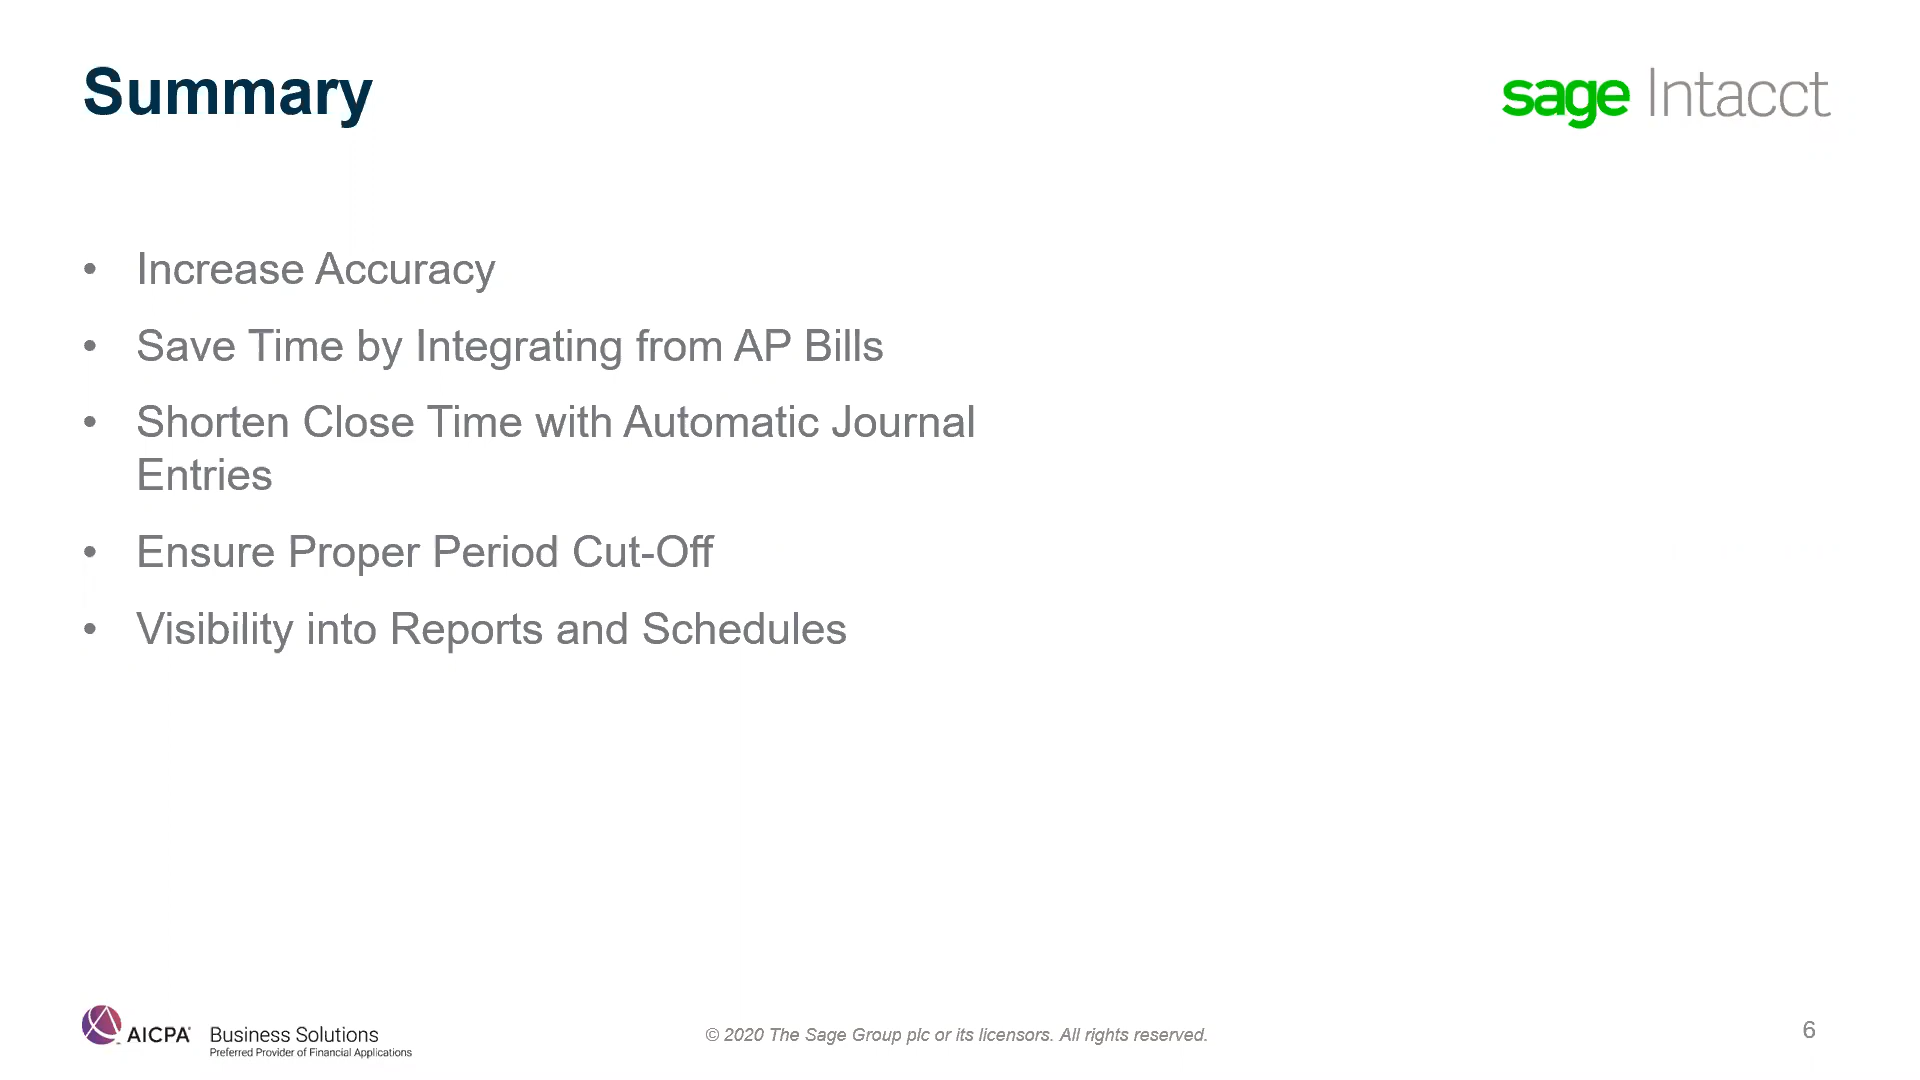 Summary
sage Intacct
• Increase Accuracy
• Save Time by Integrating from AP Bills
• Shorten Close Time with Automatic Journal
Entries
• Ensure Proper Period Cut-Off
• Visibility into Reports and Schedules
AICPA® Business Solutions
Preferred Provider of Financial Applications
© 2020 The Sage Group plc or its licensors. All rights reserved.
6